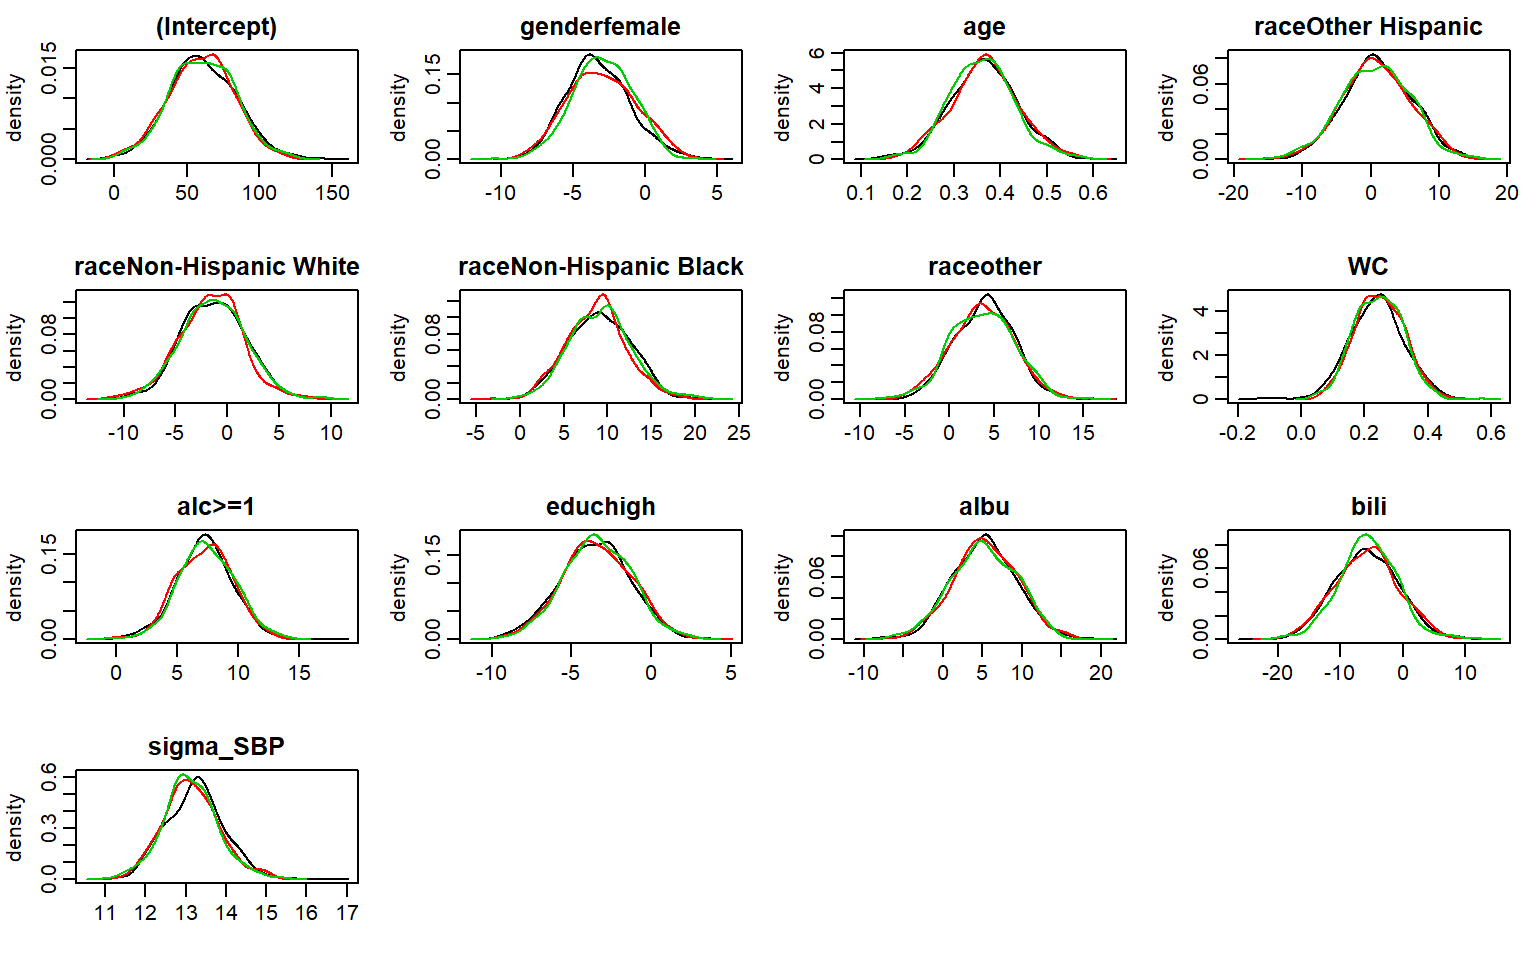 (Intercept) genderfemale age raceOther Hispanic
density 0.000 0.015 density 0.00 0.15 density 0 2 4 6 density 0.00 0.06
0 50 100 150 -10 -5 0 5 0.1 0.2 0.3 0.4 0.5 0.6 -20 -10 0 10 20
raceNon-Hispanic White raceNon-Hispanic Black raceother WC
density 0.00 0.08 density 0.00 0.08 density 0.00 0.08 density 0 2 4
-10 -5 0 5 10 -5 0 5 10 15 20 25 -10 -5 0 5 10 15 -0.2 0.0 0.2 0.4 0.6
alc>=1 educhigh albu bili
density 0.00 0.15 density 0.00 0.15 density 0.00 0.06 density 0.00 0.06
0 5 10 15 -10 -5 0 5 -10 0 5 10 20 -20 -10 0 10
sigma_SBP
density 0.0 0.3 0.6
11 12 13 14 15 16 17